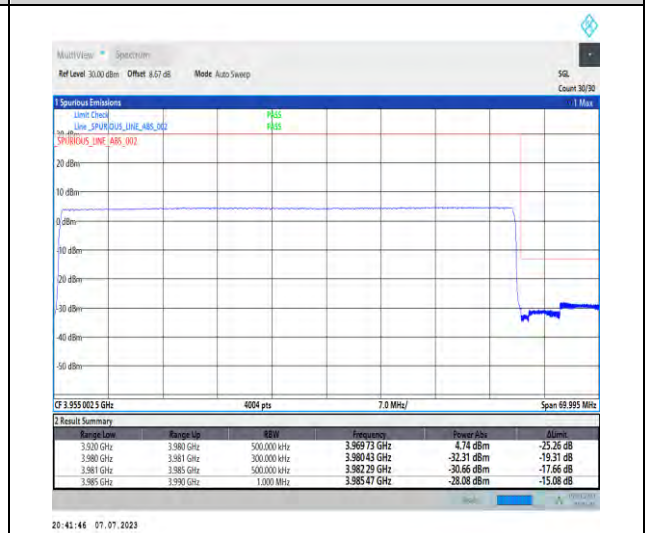 MultiView Spectrum
Ref Level 30.00 dBm Offset 8.67 dB Mode Auto Sweep SGL
Count 30/30
1 Spurious Emissions 1 Max
Limit Check PASS
Line _SPURIOUS_LINE_ABS_002 PASS
_SPURIOUS_LINE_ABS_002
20 dBm
10 dBm
0 dBm
-10 dBm
-20 dBm
-30 dBm
-40 dBm
-50 dBm
CF 3.955 002 5 GHz 4004 pts 7.0 MHz/ Span 69.995 MHz
2 Result Summary
Range Low Range Up RBW Frequency Power Abs ΔLimit
3.920 GHz 3.980 GHz 500.000 kHz 3.969 73 GHz 4.74 dBm -25.26 dB
3.980 GHz 3.981 GHz 300.000 kHz 3.980 43 GHz -32.31 dBm -19.31 dB
3.981 GHz 3.985 GHz 500.000 kHz 3.982 29 GHz -30.66 dBm -17.66 dB
3.985 GHz 3.990 GHz 1.000 MHz 3.985 47 GHz -28.08 dBm -15.08 dB
20:41:46 07.07.2023